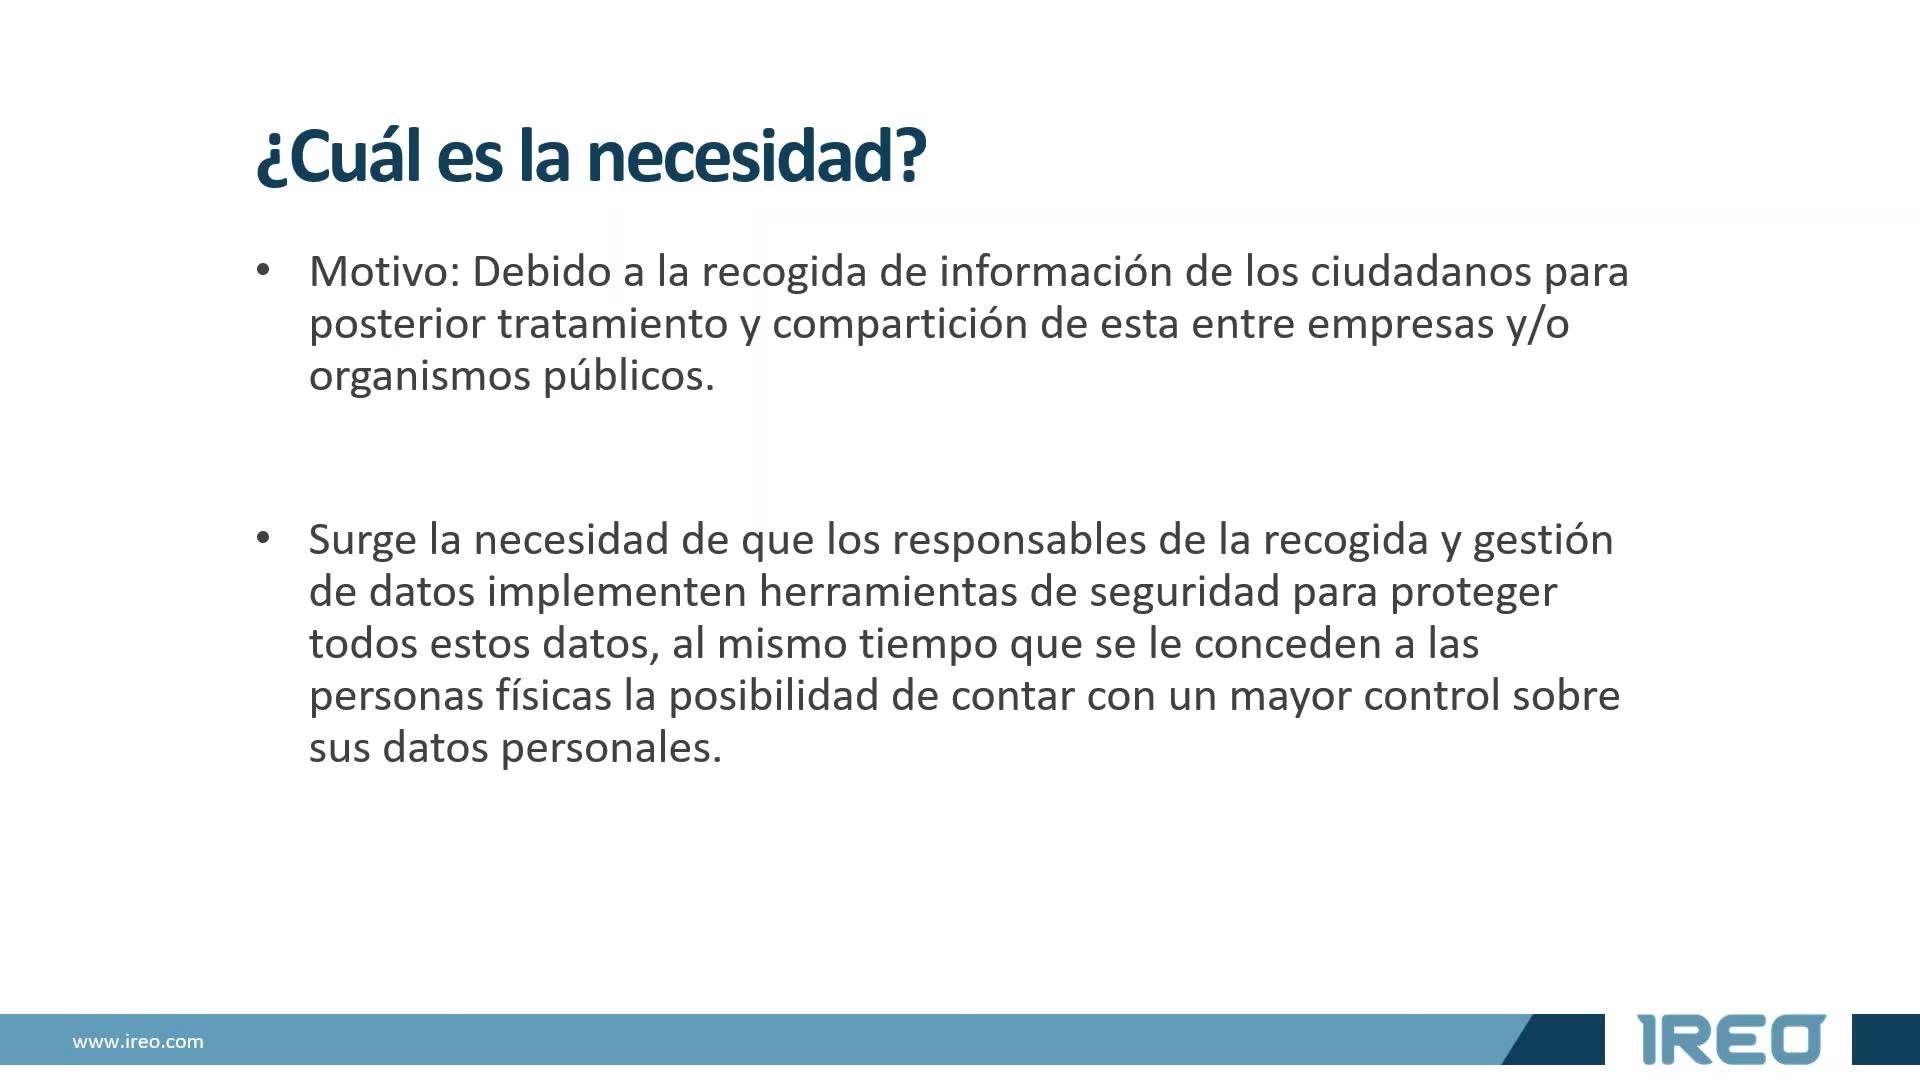 ¿Cuál es la necesidad?
• Motivo: Debido a la recogida de información de los ciudadanos para
posterior tratamiento y compartición de esta entre empresas y/o
organismos públicos.
• Surge la necesidad de que los responsables de la recogida y gestión
de datos implementen herramientas de seguridad para proteger
todos estos datos, al mismo tiempo que se le conceden a las
personas físicas la posibilidad de contar con un mayor control sobre
sus datos personales.
www.ireo.com
IREO